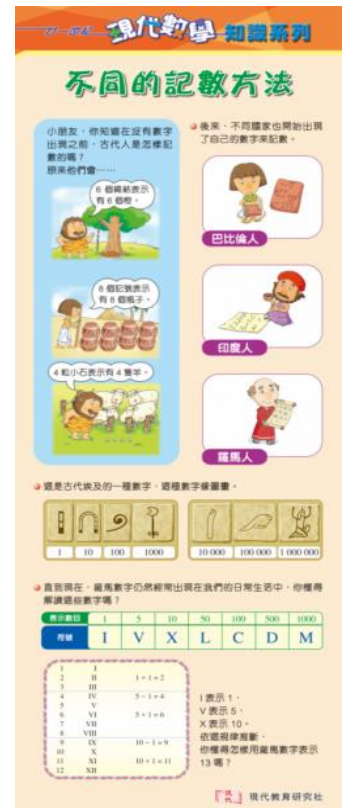 廿一世紀 現代數學 知識系列
不同的記數方法
小朋友，你知道在沒有數字
出現之前，古代人是怎樣記
數的嗎？
原來他們會……
6 個繩結表示
有 6 個橙。
8 個記號表示
有 8 個瓶子。
4 粒小石表示有 4 隻羊。
後來，不同國家也開始出現
了自己的數字來記數。
巴比倫人
印度人
羅馬人
這是古代埃及的一種數字，這種數字像圖畫。
1 10 100 1000 10 000 100 000 1 000 000
直到現在，羅馬數字仍然經常出現在我們的日常生活中，你懂得
解讀這些數字嗎？
表示數目 1 5 10 50 100 500 1000
符號 I V X L C D M
1 I
2 II 1+1=2
3 III
4 IV 5-1=4
5 V
6 VI 5+1=6
7 VII
8 VIII
9 IX 10-1=9
10 X
11 XI 10+1=11
12 XII
I 表示 1，
V 表示 5，
X 表示 10。
依這規律推斷，
你懂得怎樣用羅馬數字表示
13 嗎？
現代教育研究社